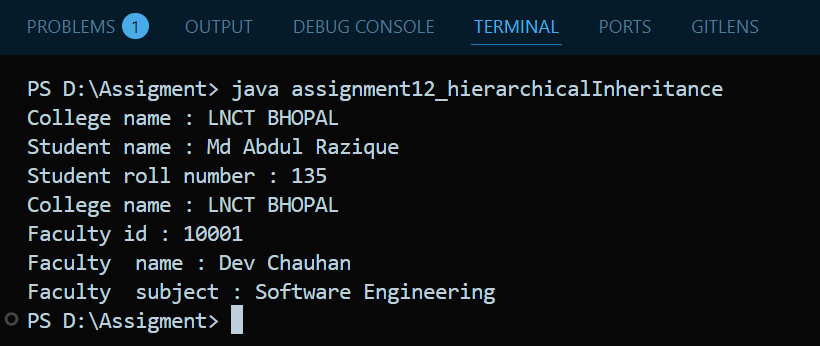 PROBLEMS 1 OUTPUT DEBUG CONSOLE TERMINAL PORTS GITLENS
PS D:\Assigment> java assignment12_hierarchicalInheritance
College name : LNCT BHOPAL
Student name : Md Abdul Razique
Student roll number : 135
College name : LNCT BHOPAL
Faculty id : 10001
Faculty  name : Dev Chauhan
Faculty  subject : Software Engineering
PS D:\Assigment>